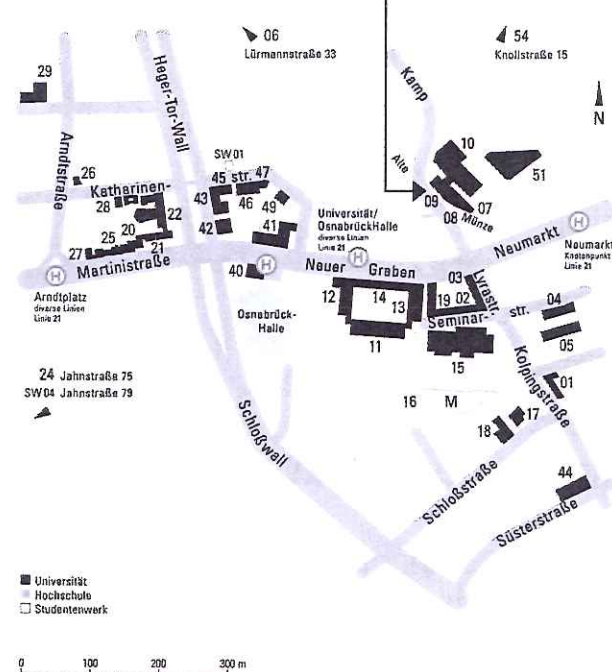 06
Lürmannstraße 33
54
Knollstraße 15
29
Heger-Tor-Wall
Kamp
N
Arndtstraße
10
SW 01
51
26
45 str. 47
Alte
Katharinen-
43
46
09
07
28
22
49
08 Münze
20
42
41
Universität/
OsnabrückHalle
diverse Linien
Linie 21
25
21
H
Neumarkt
H
27
Martinistraße
40
H
Neuer Graben
03
Neumarkt
Knotenpunkt
Linie 21
H
Arndtplatz
diverse Linien
Linie 21
Osnabrück-
Halle
12
14
13
19
02
Lyrastr.
04
Seminar-
str.
11
15
05
24 Jahnstraße 75
SW 04 Jahnstraße 79
01
Kolpingstraße
16
M
17
18
Schloßwall
44
Schloßstraße
Süsterstraße
Universität
Hochschule
Studentenwerk
0 100 200 300 m